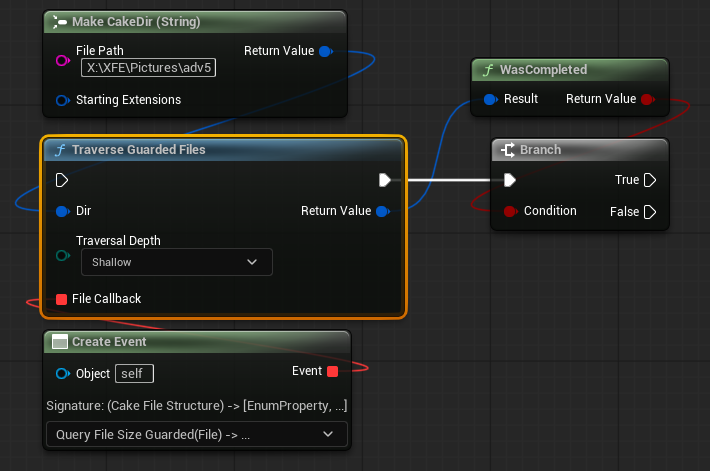 Make CakeDir (String)
File Path
Return Value
X:\XFE\Pictures\adv5
Starting Extensions
f WasCompleted
Result
Return Value
f Traverse Guarded Files
Dir
Return Value
Traversal Depth
Shallow
File Callback
Branch
True
Condition
False
Create Event
Object
self
Event
Signature: (Cake File Structure) -> [EnumProperty, ...]
Query File Size Guarded(File) -> ...